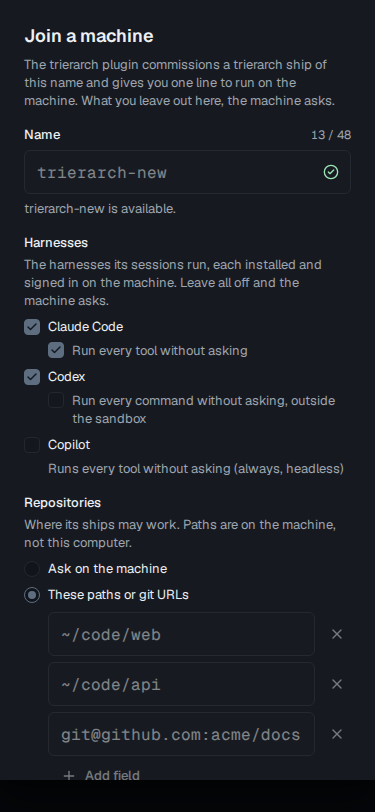 Join a machine
The trierarch plugin commissions a trierarch ship of
this name and gives you one line to run on the
machine. What you leave out here, the machine asks.
Name
13 / 48
trierarch-new
trierarch-new is available.
Harnesses
The harnesses its sessions run, each installed and
signed in on the machine. Leave all off and the
machine asks.
Claude Code
Run every tool without asking
Codex
Run every command without asking, outside
the sandbox
Copilot
Runs every tool without asking (always, headless)
Repositories
Where its ships may work. Paths are on the machine,
not this computer.
Ask on the machine
These paths or git URLs
~/code/web
~/code/api
git@github.com:acme/docs
Add field